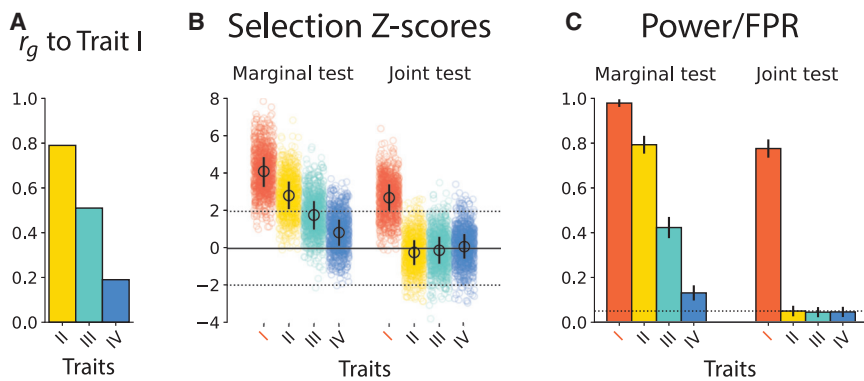 A
r_g to Trait I
1.0
0.8
0.6
0.4
0.2
0.0
II III IV
Traits
B
Selection Z-scores
Marginal test Joint test
8
6
4
2
0
−2
−4
I II III IV I II III IV
Traits
C
Power/FPR
Marginal test Joint test
1.0
0.8
0.6
0.4
0.2
0.0
I II III IV I II III IV
Traits